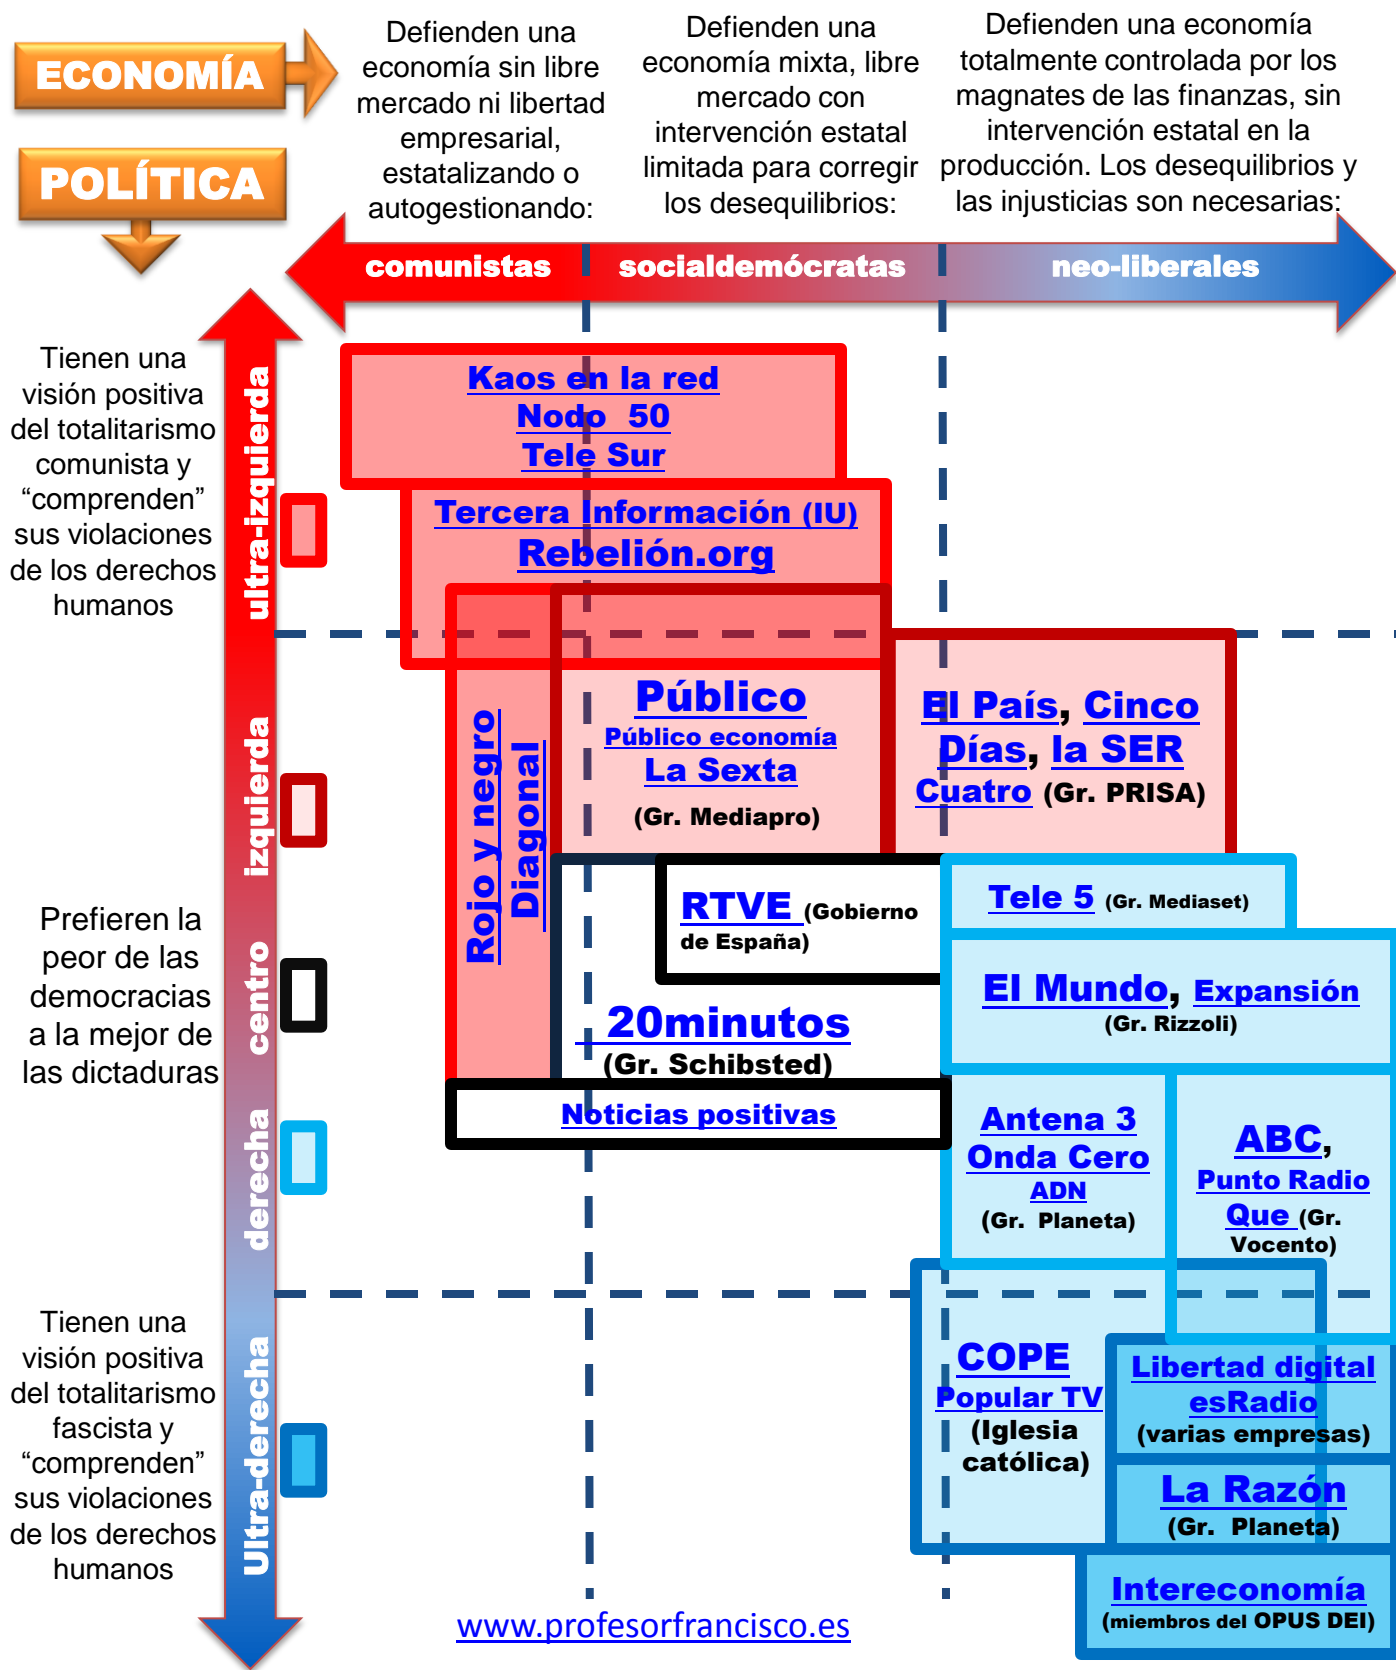 ECONOMÍA
POLÍTICA
Defienden una
economía sin libre
mercado ni libertad
empresarial,
estatalizando o
autogestionando:
Defienden una
economía mixta, libre
mercado con
intervención estatal
limitada para corregir
los desequilibrios:
Defienden una economía
totalmente controlada por los
magnates de las finanzas, sin
intervención estatal en la
producción. Los desequilibrios y
las injusticias son necesarias:
comunistas
socialdemócratas
neo-liberales
Tienen una
visión positiva
del totalitarismo
comunista y
“comprenden”
sus violaciones
de los derechos
humanos
Prefieren la
peor de las
democracias
a la mejor de
las dictaduras
Tienen una
visión positiva
del totalitarismo
fascista y
“comprenden”
sus violaciones
de los derechos
humanos
ultra-izquierda
izquierda
centro
derecha
Ultra-derecha
Kaos en la red
Nodo 50
Tele Sur
Tercera Información (IU)
Rebelión.org
Rojo y negro
Diagonal
Público
Público economía
La Sexta
(Gr. Mediapro)
El País, Cinco
Días, la SER
Cuatro (Gr. PRISA)
RTVE (Gobierno
de España)
Tele 5 (Gr. Mediaset)
El Mundo, Expansión
(Gr. Rizzoli)
20minutos
(Gr. Schibsted)
Noticias positivas
Antena 3
Onda Cero
ADN
(Gr. Planeta)
ABC,
Punto Radio
Que (Gr.
Vocento)
COPE
Popular TV
(Iglesia
católica)
Libertad digital
esRadio
(varias empresas)
La Razón
(Gr. Planeta)
Intereconomía
(miembros del OPUS DEI)
www.profesorfrancisco.es